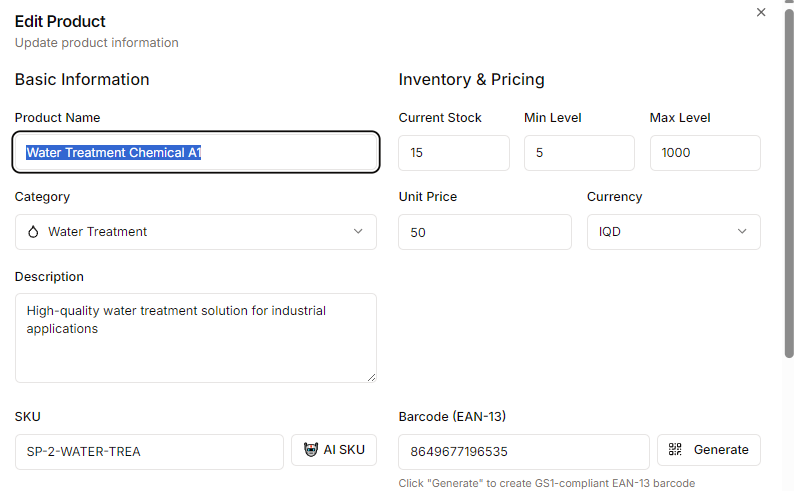 Edit Product
Update product information
Basic Information
Product Name
Water Treatment Chemical A1
Category
Water Treatment
Description
High-quality water treatment solution for industrial
applications
SKU
SP-2-WATER-TREA
AI SKU
Inventory & Pricing
Current Stock
Min Level
Max Level
15
5
1000
Unit Price
Currency
50
IQD
Barcode (EAN-13)
8649677196535
Generate
Click "Generate" to create GS1-compliant EAN-13 barcode